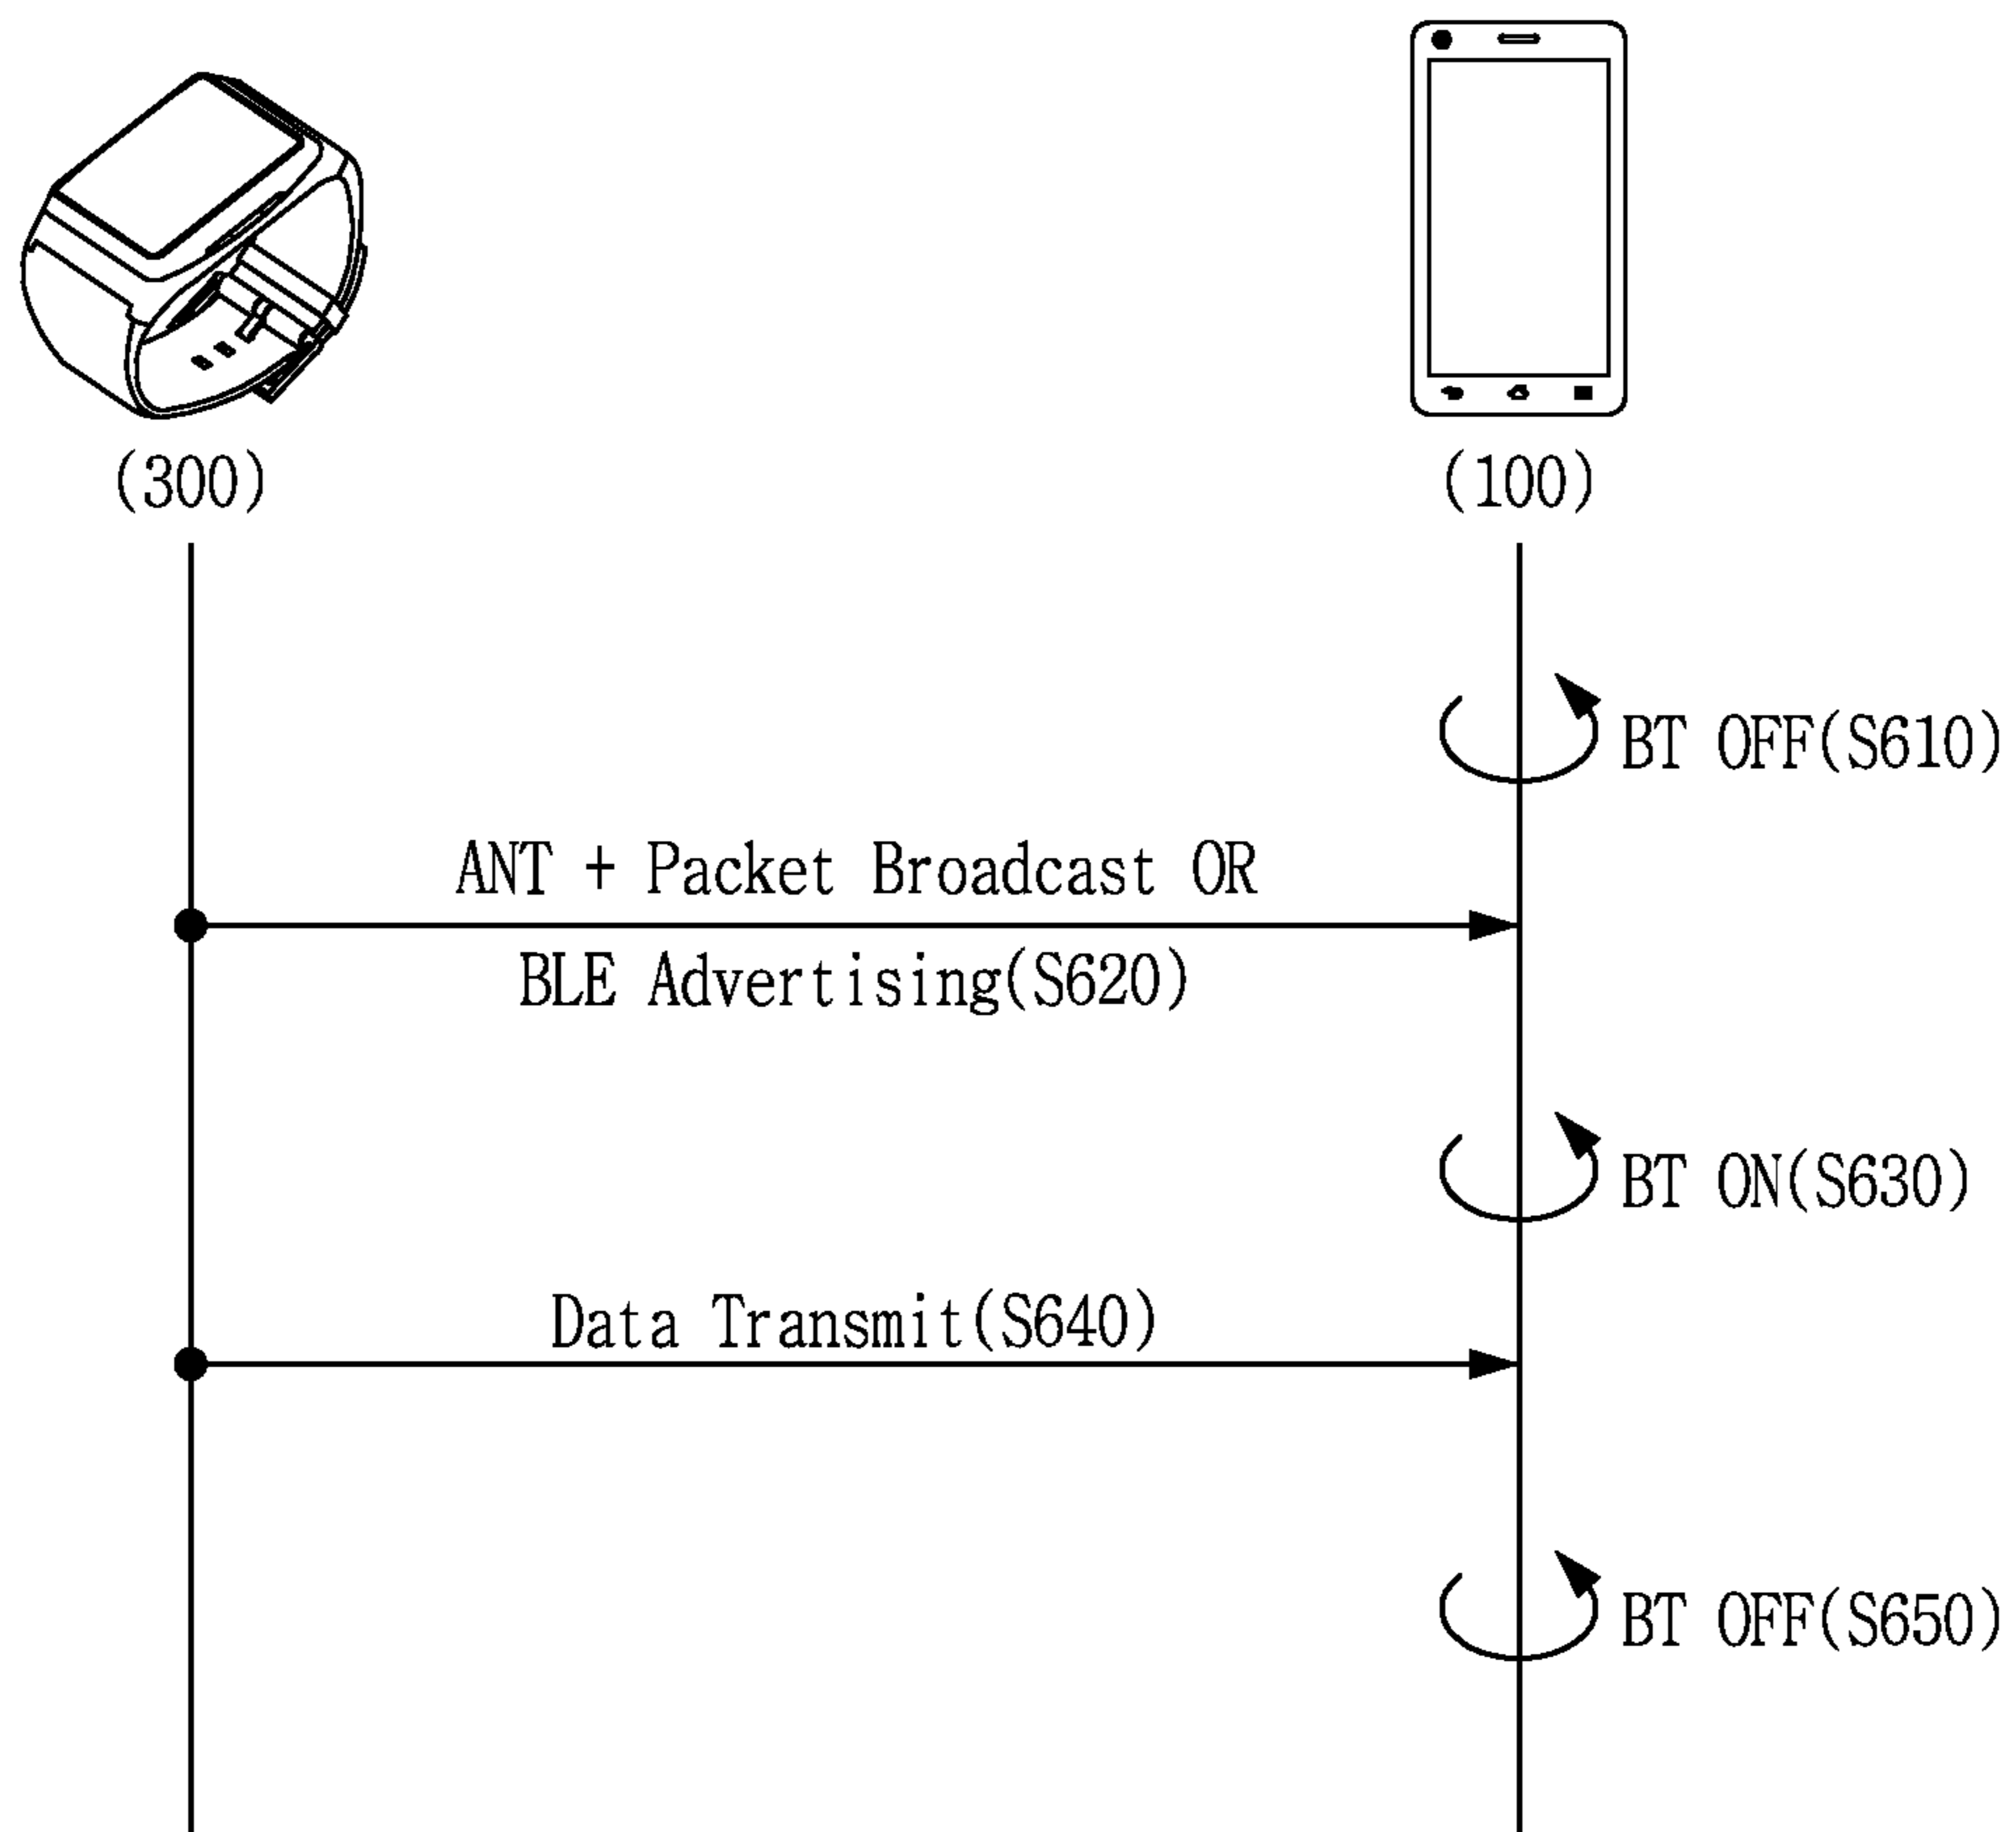 (300)
(100)
BT OFF(S610)
ANT + Packet Broadcast OR
BLE Advertising(S620)
BT ON(S630)
Data Transmit(S640)
BT OFF(S650)